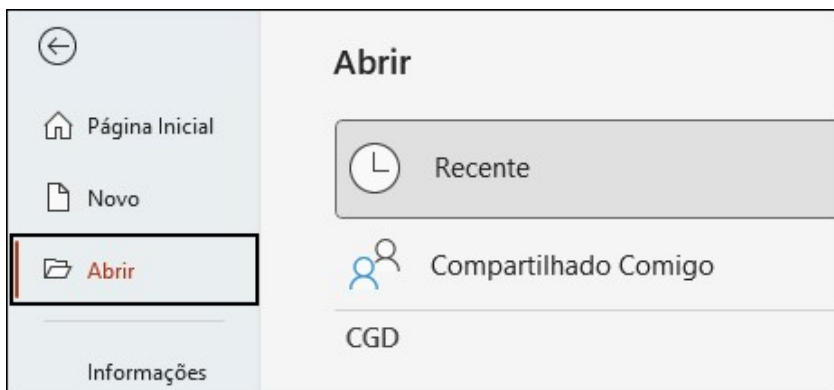 Página Inicial
Novo
Abrir
Informações
Abrir
Recente
Compartilhado Comigo
CGD